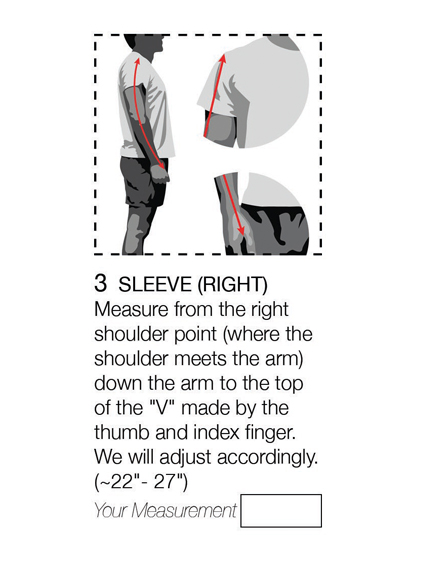 3 SLEEVE (RIGHT)
Measure from the right
shoulder point (where the
shoulder meets the arm)
down the arm to the top
of the "V" made by the
thumb and index finger.
We will adjust accordingly.
(~22"- 27")
Your Measurement